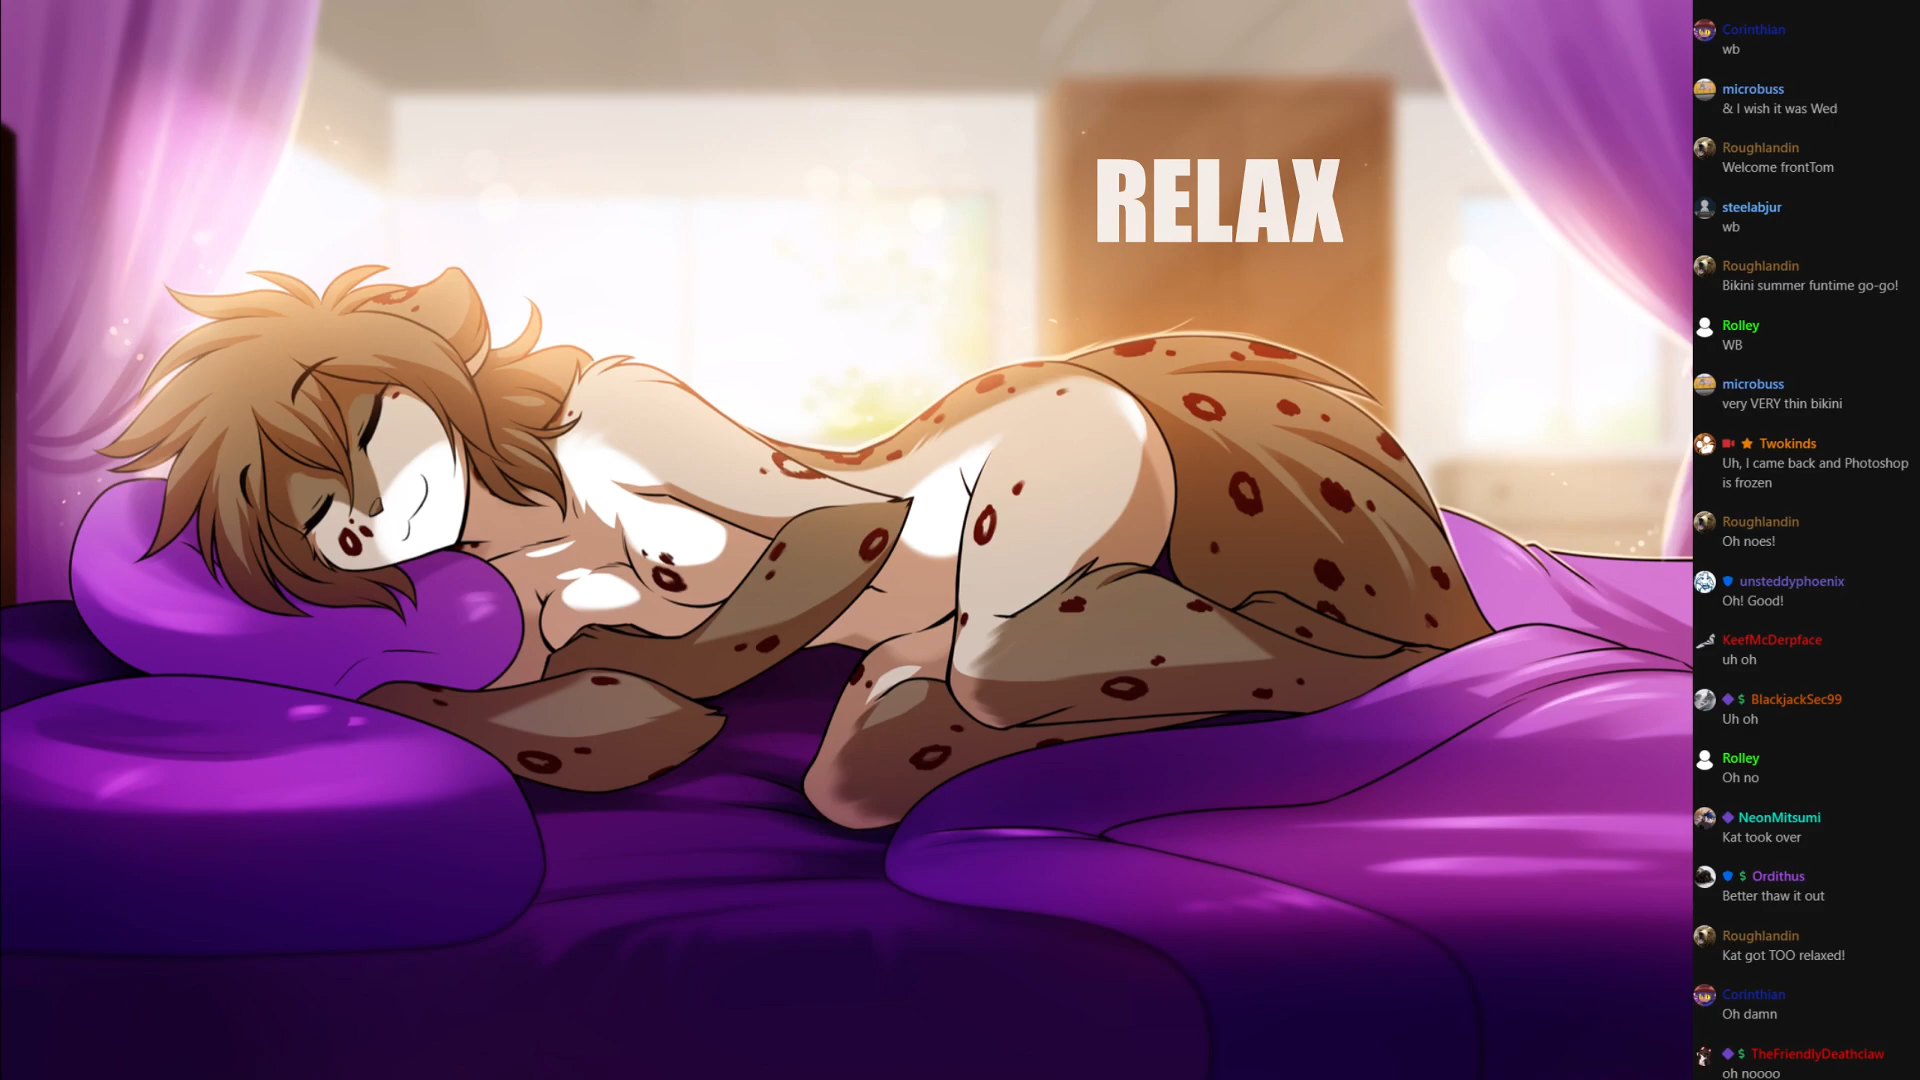 RELAX
Corinthian
wb
microbuss
& I wish it was Wed
Roughlandin
Welcome frontTom
steelabjur
wb
Roughlandin
Bikini summer funtime go-go!
Rolley
WB
microbuss
very VERY thin bikini
Twokinds
Uh, I came back and Photoshop
is frozen
Roughlandin
Oh noes!
unsteddyphoenix
Oh! Good!
KeefMcDerpface
uh oh
$ BlackjackSec99
Uh oh
Rolley
Oh no
NeonMitsumi
Kat took over
$ Ordithus
Better thaw it out
Roughlandin
Kat got TOO relaxed!
Corinthian
Oh damn
$ TheFriendlyDeathclaw
oh noooo